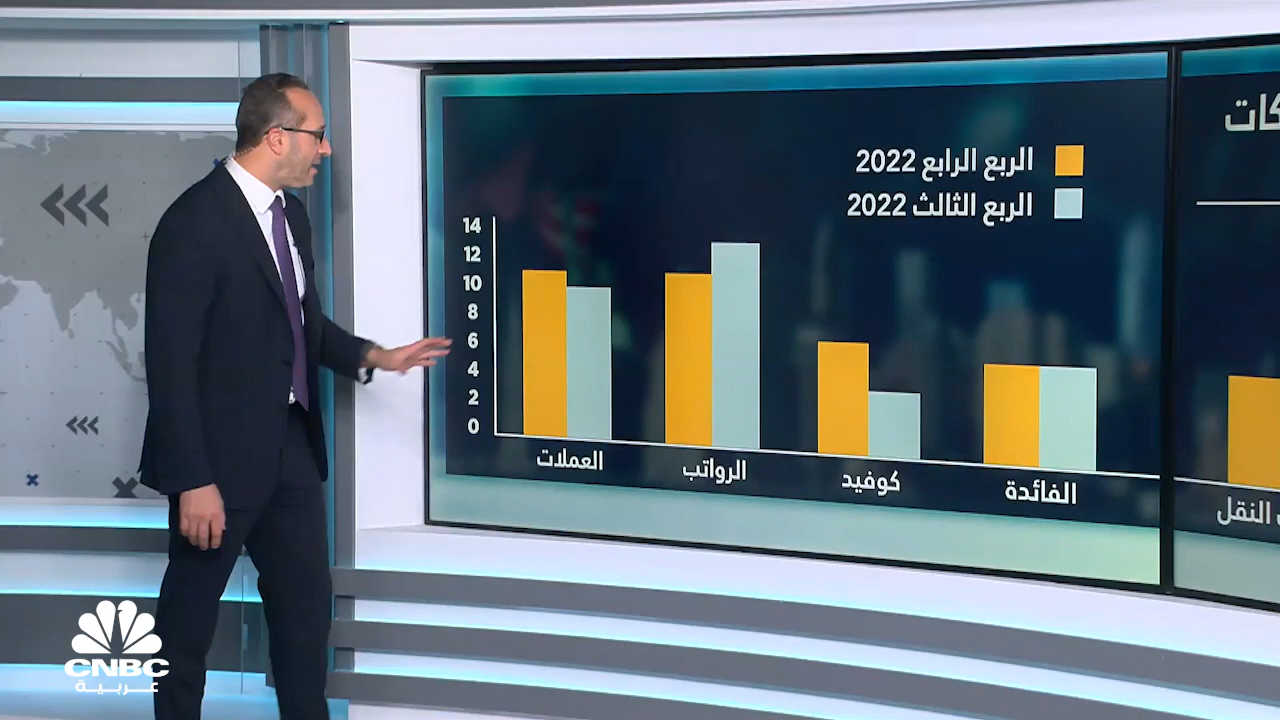 الربع الرابع 2022
الربع الثالث 2022
14
12
10
8
6
4
2
0
العملات
الرواتب
كوفيد
الفائدة
النقل
CNBC
عربية